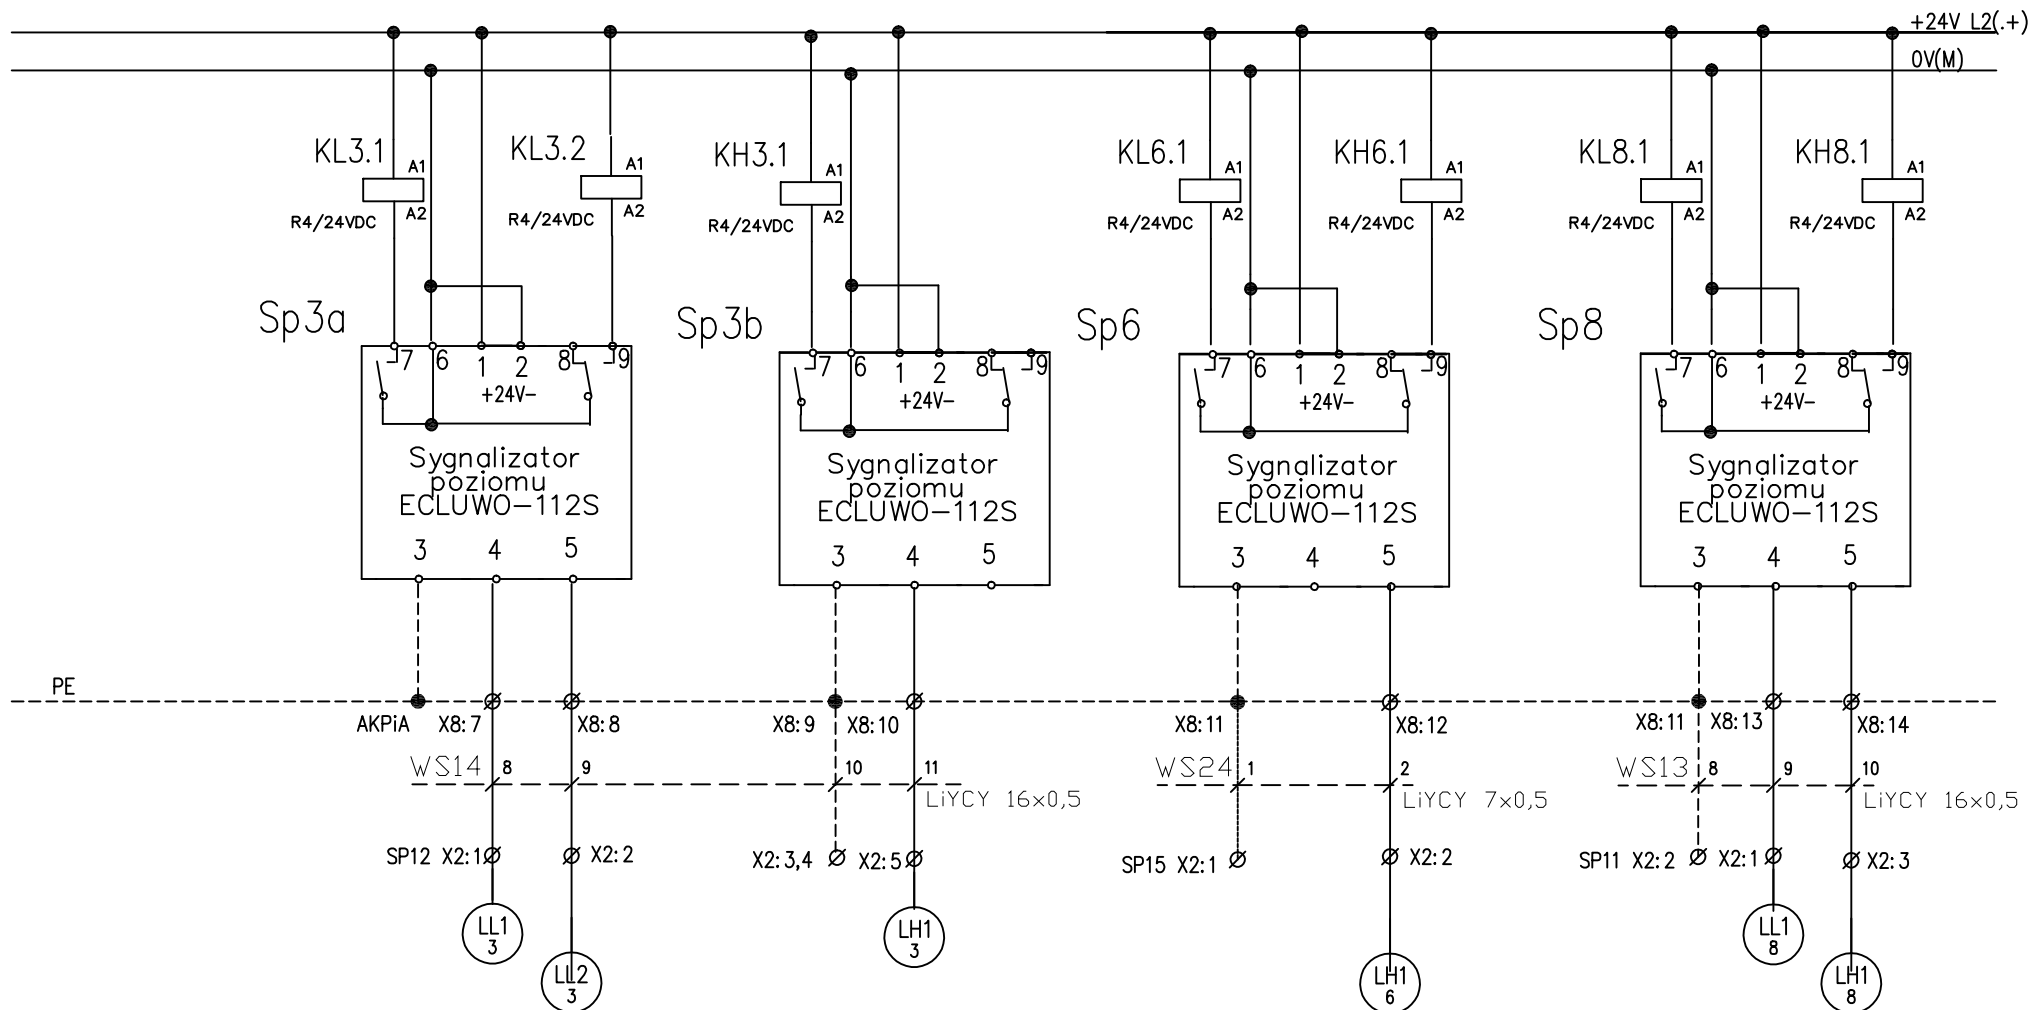 +24V L2(.+)
0V(M)
KL3.1
A1
A2
R4/24VDC
KL3.2
A1
A2
R4/24VDC
KH3.1
A1
A2
R4/24VDC
KL6.1
A1
A2
R4/24VDC
KH6.1
A1
A2
R4/24VDC
KL8.1
A1
A2
R4/24VDC
KH8.1
A1
A2
R4/24VDC
Sp3a
7 6 1 2 8 9
+24V-
Sygnalizator
poziomu
ECLUWO-112S
3 4 5
Sp3b
7 6 1 2 8 9
+24V-
Sygnalizator
poziomu
ECLUWO-112S
3 4 5
Sp6
7 6 1 2 8 9
+24V-
Sygnalizator
poziomu
ECLUWO-112S
3 4 5
Sp8
7 6 1 2 8 9
+24V-
Sygnalizator
poziomu
ECLUWO-112S
3 4 5
PE
AKPiA X8:7 X8:8 X8:9 X8:10 X8:11 X8:12 X8:11 X8:13 X8:14
WS14 8 9 10 11
LiYCY 16x0,5
WS24 1 2
LiYCY 7x0,5
WS13 8 9 10
LiYCY 16x0,5
SP12 X2:1 X2:2 X2:3,4 X2:5
SP15 X2:1 X2:2
SP11 X2:2 X2:1 X2:3
LL1
3
LL2
3
LH1
3
LH1
6
LL1
8
LH1
8